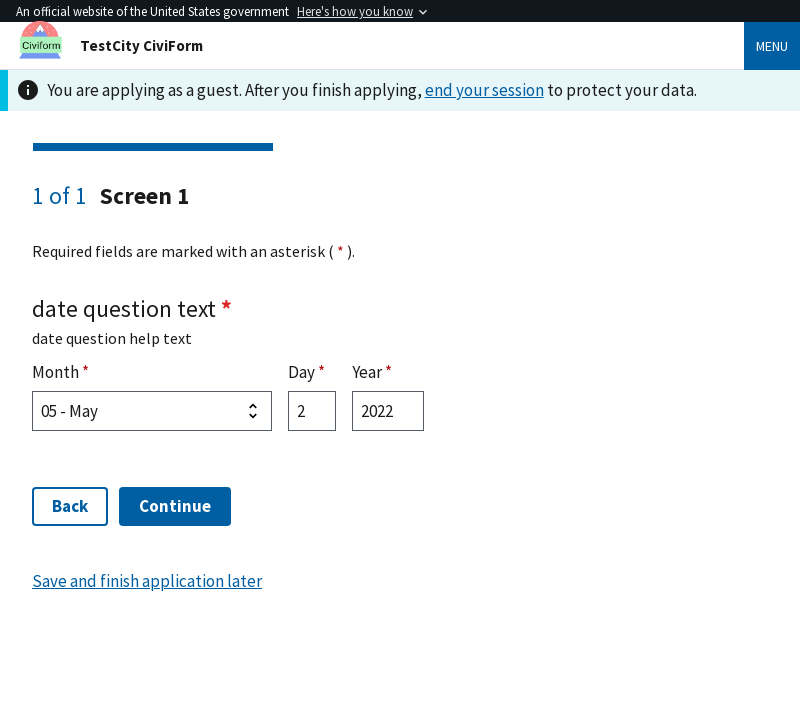 An official website of the United States government Here's how you know
Civiform
TestCity CiviForm
MENU
You are applying as a guest. After you finish applying, end your session to protect your data.
1 of 1 Screen 1
Required fields are marked with an asterisk ( * ).
date question text *
date question help text
Month * Day * Year *
05 - May 2 2022
Back Continue
Save and finish application later